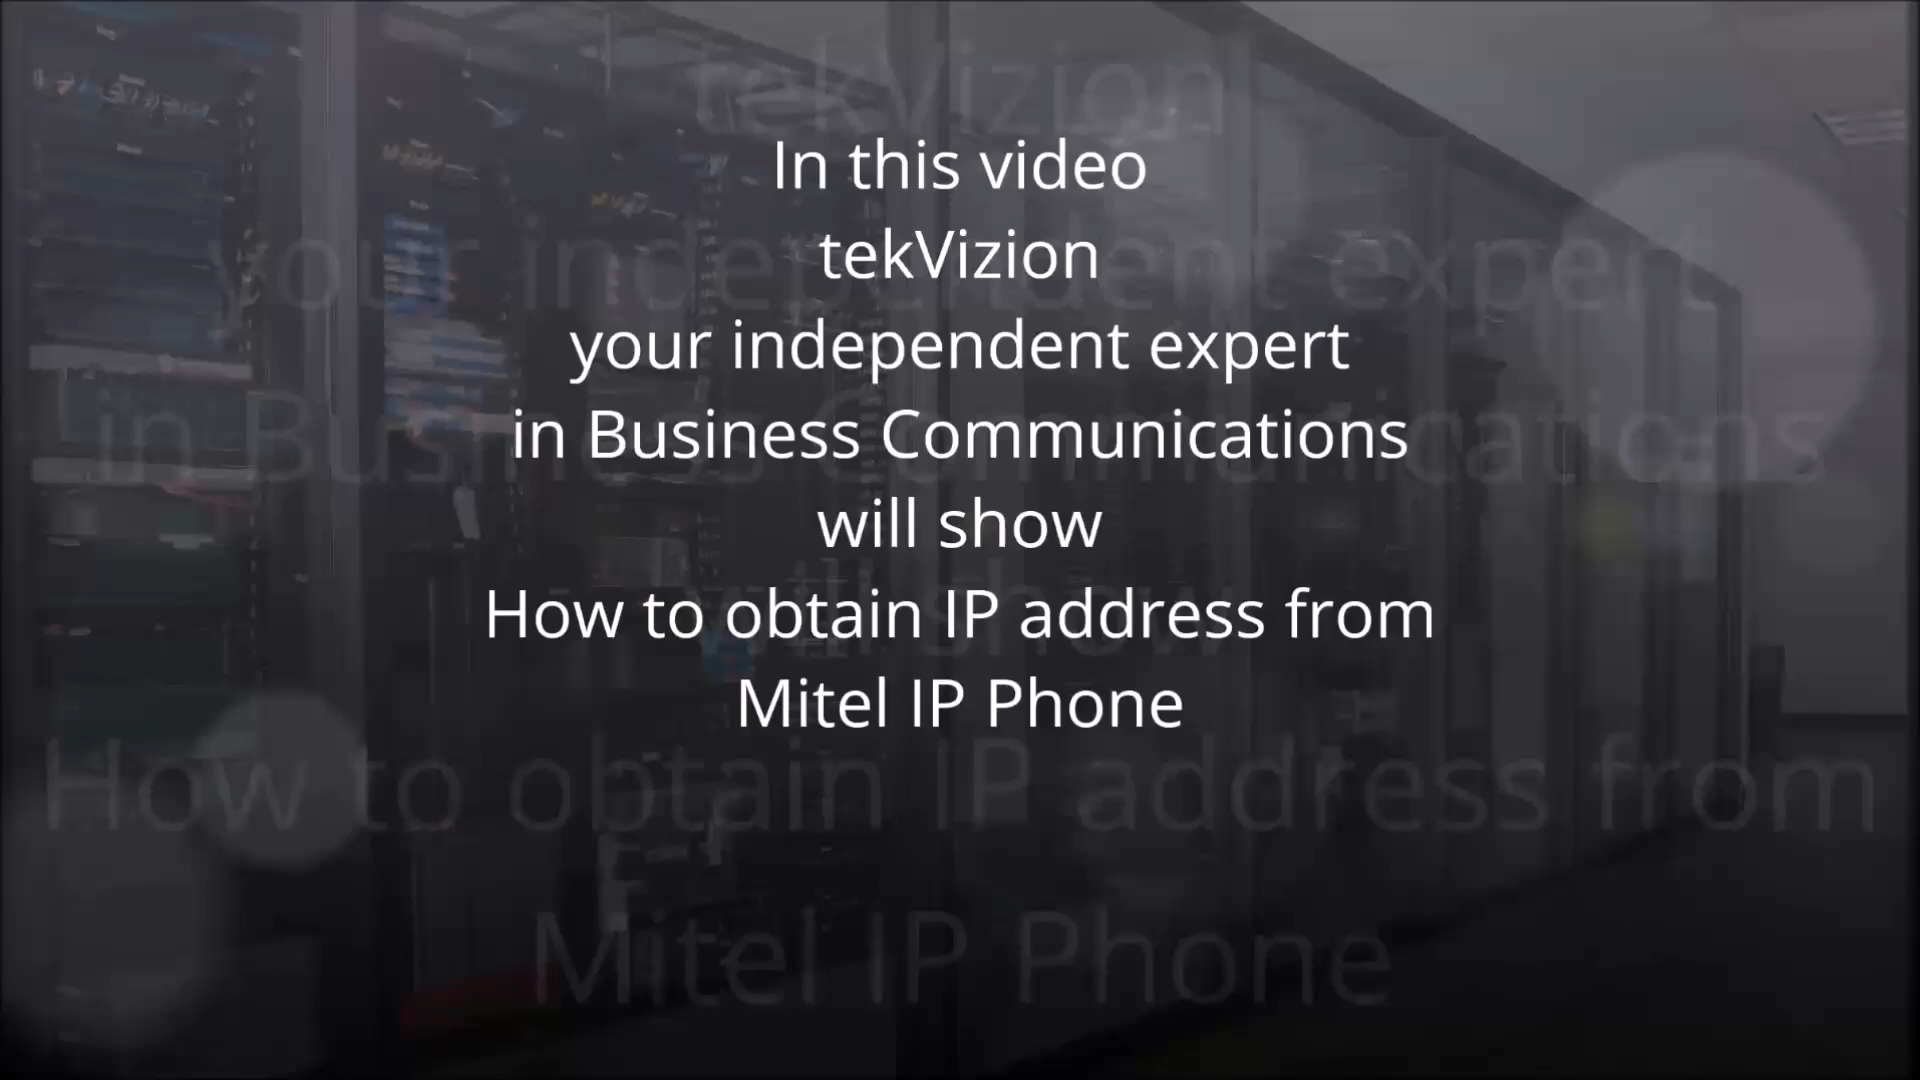 In this video
tekVizion
your independent expert
in Business Communications
will show
How to obtain IP address from
Mitel IP Phone